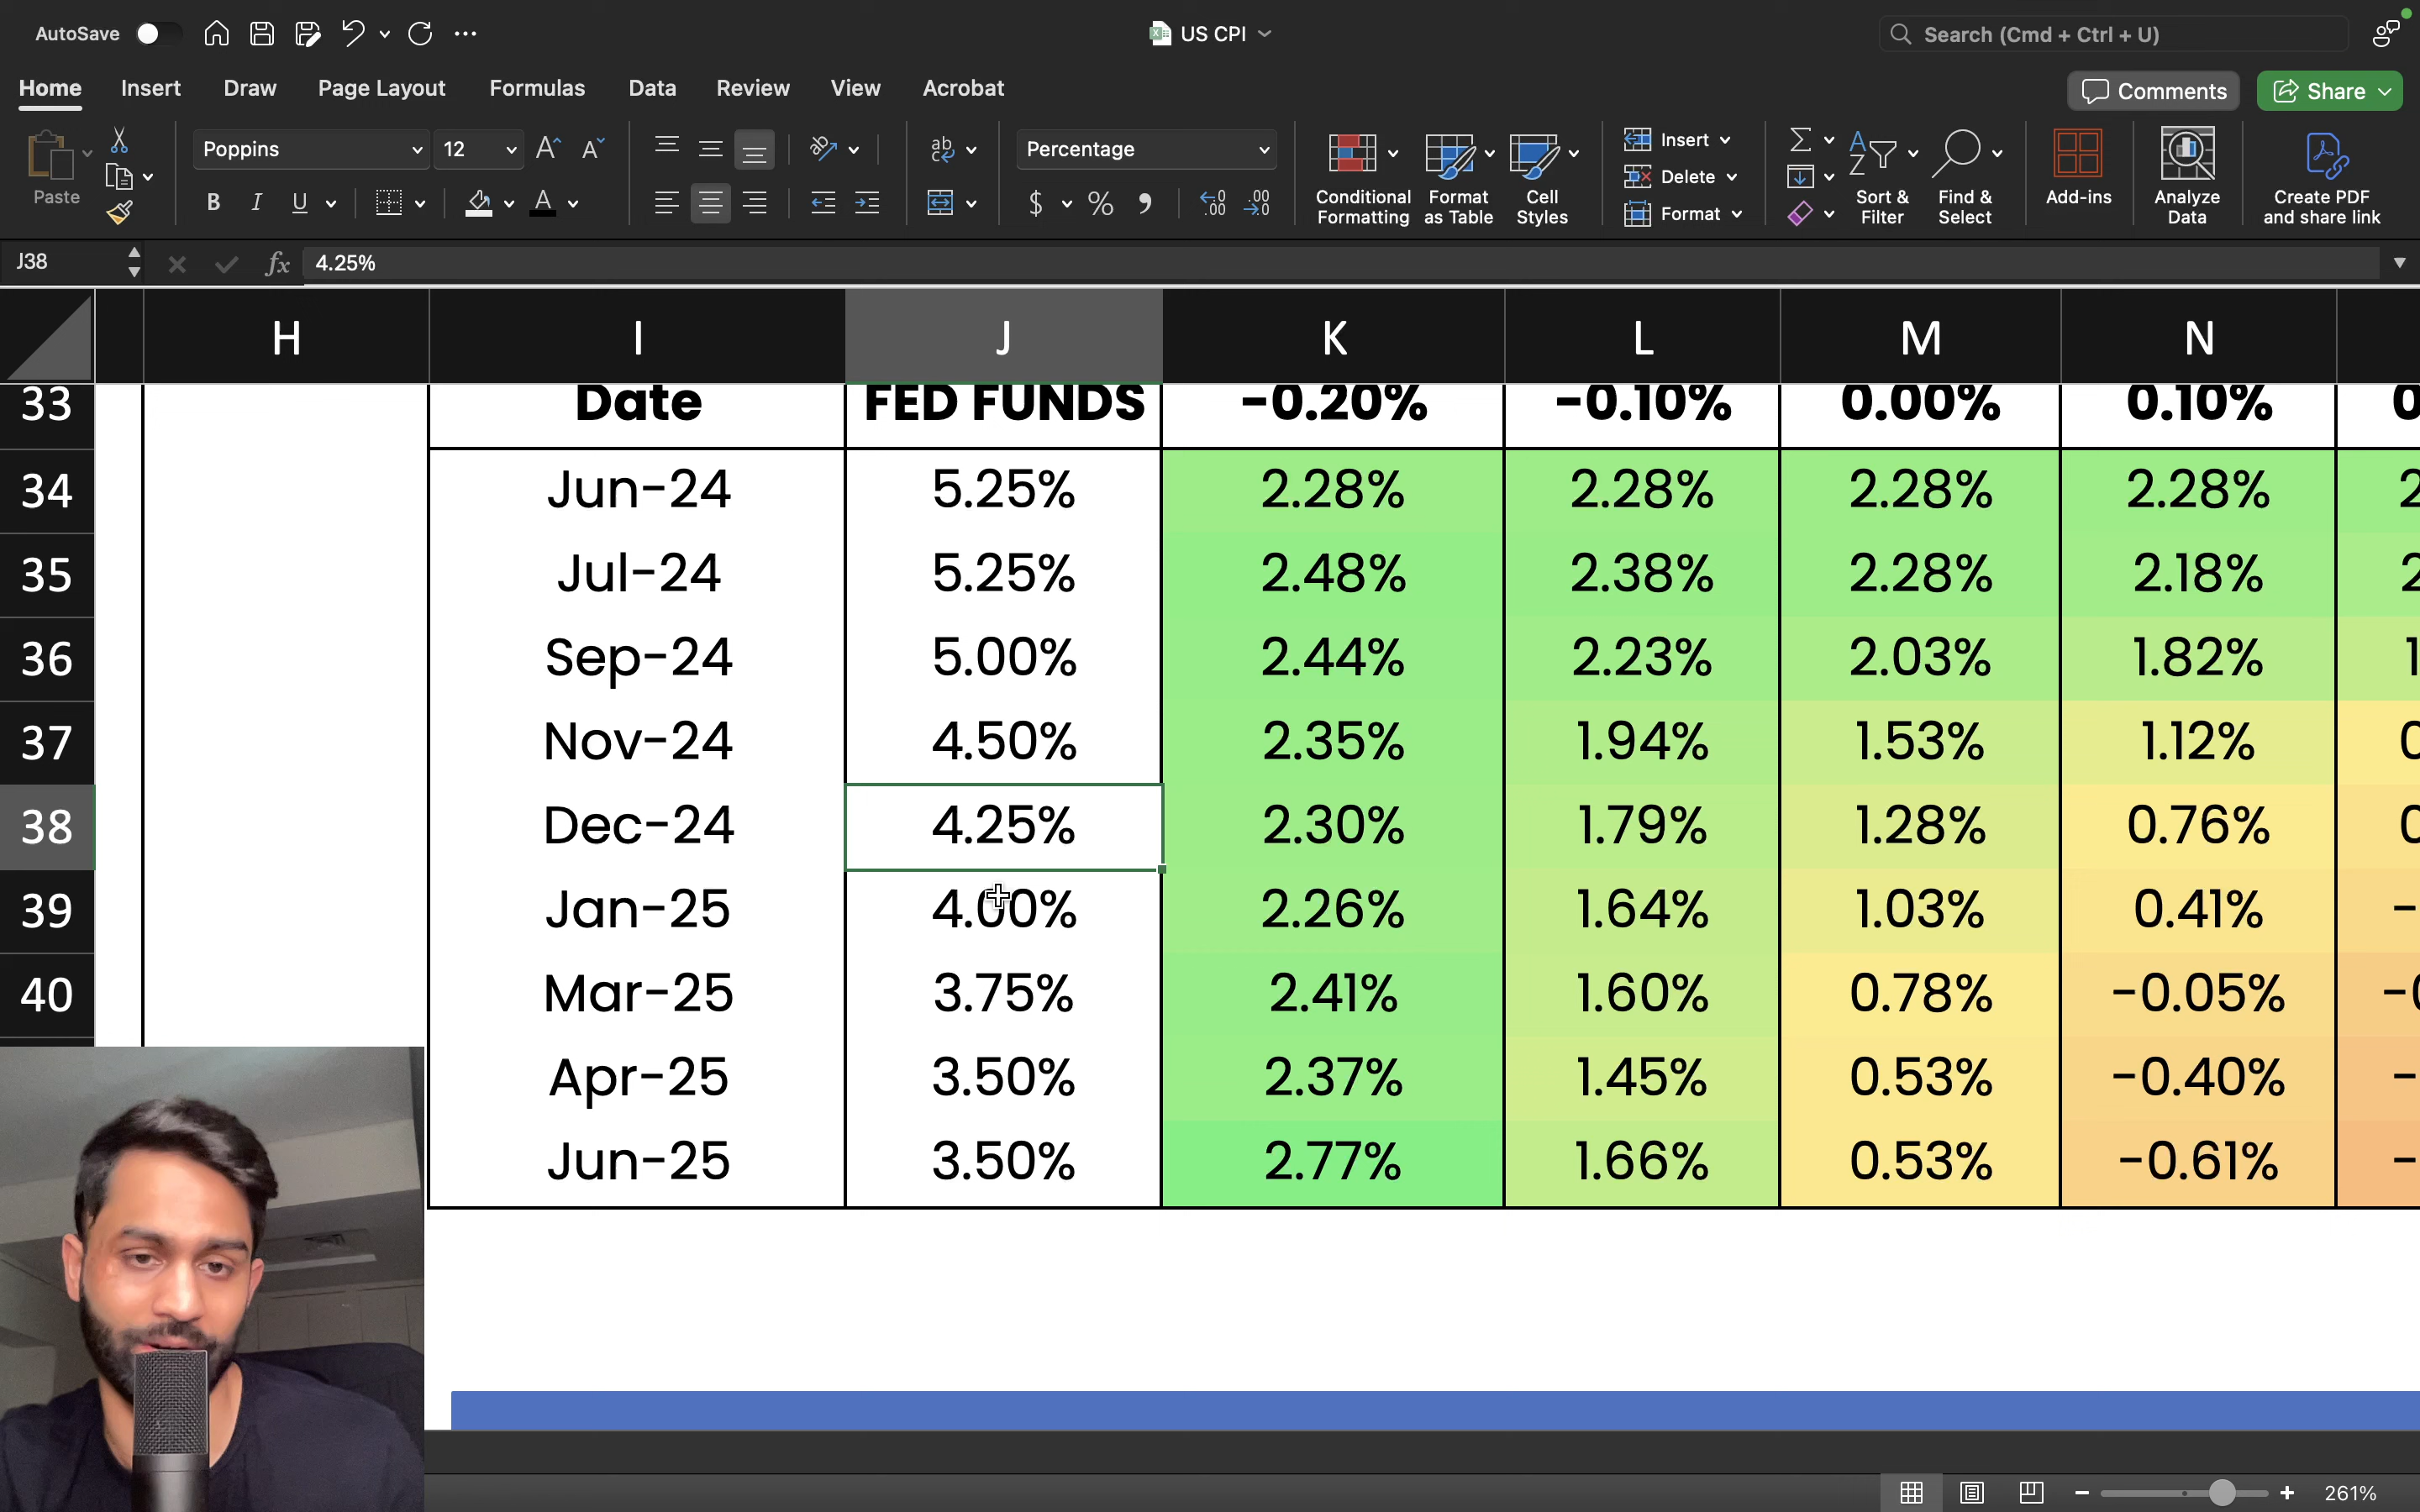 AutoSave
US CPI
Search (Cmd + Ctrl + U)
Home Insert Draw Page Layout Formulas Data Review View Acrobat
Comments Share
Paste
Poppins 12
Percentage
Conditional Formatting
Format as Table
Cell Styles
Insert
Delete
Format
Sort & Filter
Find & Select
Add-ins
Analyze Data
Create PDF and share link
J38 fx 4.25%
H I J K L M N
33 Date FED FUNDS -0.20% -0.10% 0.00% 0.10%
34 Jun-24 5.25% 2.28% 2.28% 2.28% 2.28%
35 Jul-24 5.25% 2.48% 2.38% 2.28% 2.18%
36 Sep-24 5.00% 2.44% 2.23% 2.03% 1.82%
37 Nov-24 4.50% 2.35% 1.94% 1.53% 1.12%
38 Dec-24 4.25% 2.30% 1.79% 1.28% 0.76%
39 Jan-25 4.00% 2.26% 1.64% 1.03% 0.41%
40 Mar-25 3.75% 2.41% 1.60% 0.78% -0.05%
Apr-25 3.50% 2.37% 1.45% 0.53% -0.40%
Jun-25 3.50% 2.77% 1.66% 0.53% -0.61%
261%